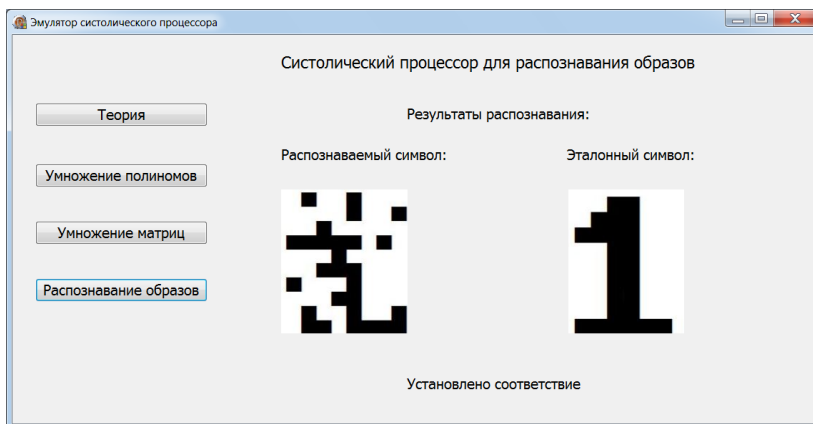 Эмулятор систолического процессора
Систолический процессор для распознавания образов
Теория
Результаты распознавания:
Распознаваемый символ:
Эталонный символ:
Умножение полиномов
Умножение матриц
Распознавание образов
1
Установлено соответствие